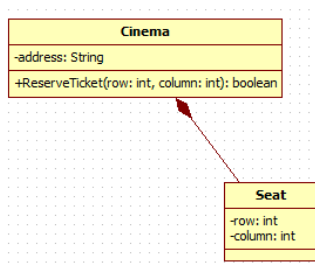 Cinema
-address: String
+ReserveTicket(row: int, column: int): boolean
Seat
-row: int
-column: int